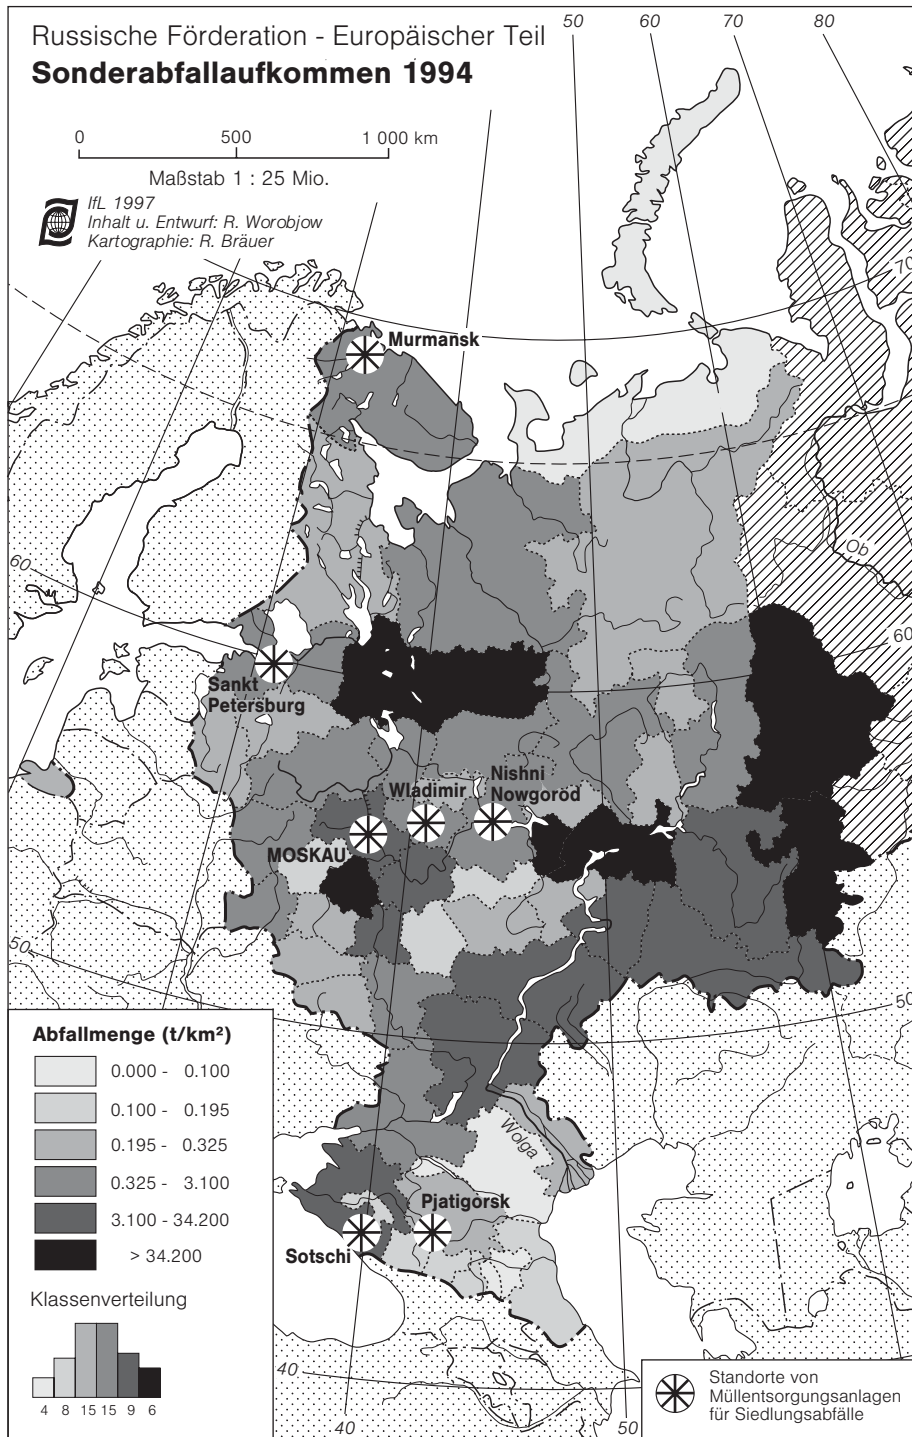 Russische Förderation - Europäischer Teil
Sonderabfallaufkommen 1994
0 500 1 000 km
Maßstab 1 : 25 Mio.
IfL 1997
Inhalt u. Entwurf: R. Worobjow
Kartographie: R. Bräuer
50 60 70 80
70
Murmansk
Ob
60
60
Sankt
Petersburg
Nishni
Nowgorod
Wladimir
MOSKAU
50
50
Wolga
Pjatigorsk
Sotschi
Abfallmenge (t/km²)
0.000 - 0.100
0.100 - 0.195
0.195 - 0.325
0.325 - 3.100
3.100 - 34.200
> 34.200
Klassenverteilung
4 8 15 15 9 6
40
40
50
Standorte von
Müllentsorgungsanlagen
für Siedlungsabfälle